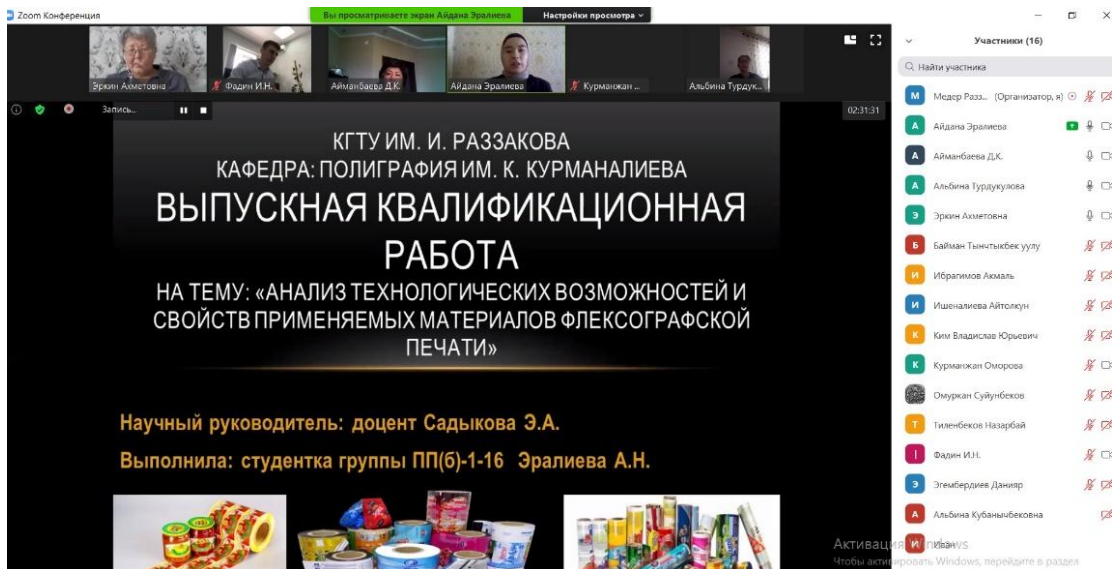 Zoom Конференция
Вы просматриваете экран Айдана Эралиева
Настройки просмотра
Эркин Ахметовна
Фадин И.Н.
Айманбаева Д.К.
Айдана Эралиева
Курманжан ...
Альбина Турдук...
Запись...
02:31:31
КГТУ ИМ. И. РАЗЗАКОВА
КАФЕДРА: ПОЛИГРАФИЯ ИМ. К. КУРМАНАЛИЕВА
ВЫПУСКНАЯ КВАЛИФИКАЦИОННАЯ
РАБОТА
НА ТЕМУ: «АНАЛИЗ ТЕХНОЛОГИЧЕСКИХ ВОЗМОЖНОСТЕЙ И
СВОЙСТВ ПРИМЕНЯЕМЫХ МАТЕРИАЛОВ ФЛЕКСОГРАФСКОЙ
ПЕЧАТИ»
Научный руководитель: доцент Садыкова Э.А.
Выполнила: студентка группы ПП(б)-1-16 Эралиева А.Н.
Участники (16)
Найти участника
М Медер Разз... (Организатор, я)
А Айдана Эралиева
А Айманбаева Д.К.
А Альбина Турдукулова
Э Эркин Ахметовна
Б Байман Тынчтыкбек уулу
И Ибрагимов Акмаль
И Ишеналиева Айтолкун
К Ким Владислав Юрьевич
К Курманжан Оморова
Омуркан Суйунбеков
Т Тиленбеков Назарбай
Фадин И.Н.
Э Эгембердиев Данияр
А Альбина Кубанычбековна
И Иван
Активация Windows
Чтобы активировать Windows, перейдите в раздел